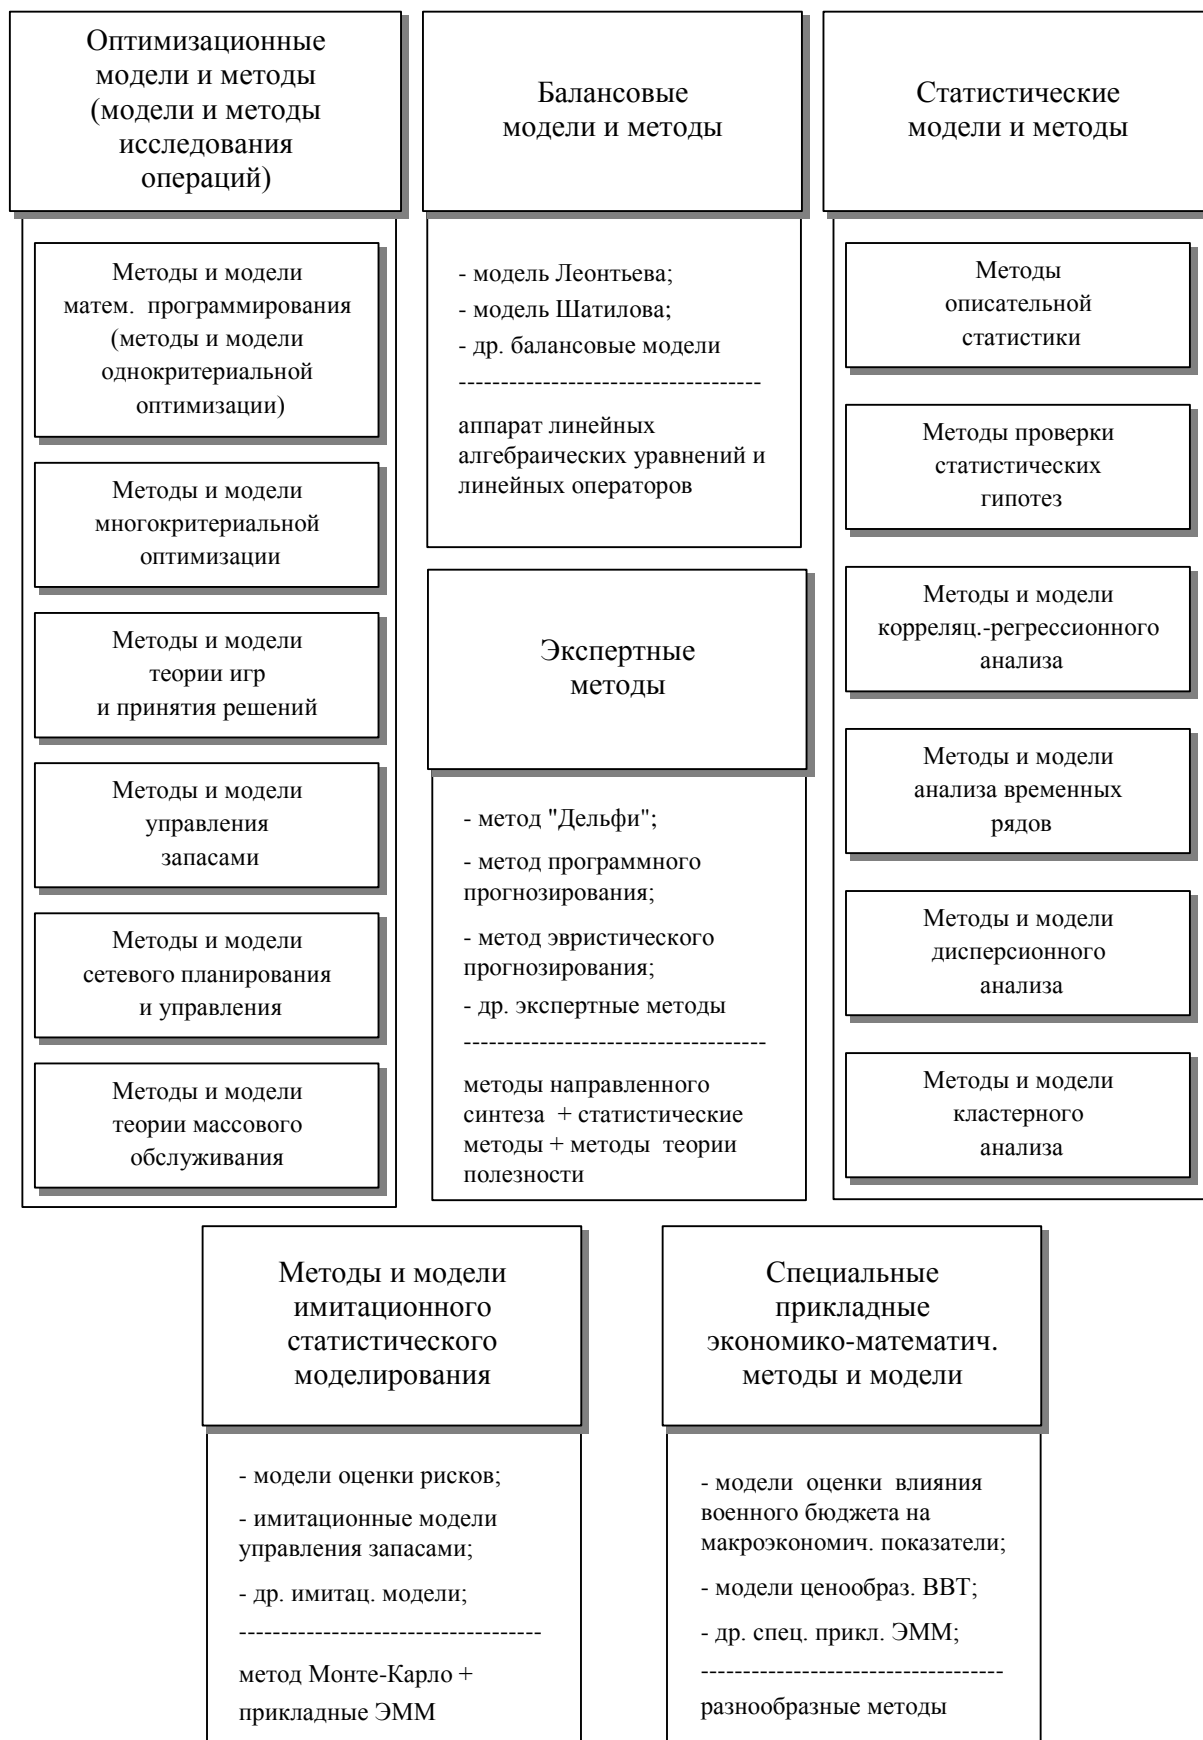 Оптимизационные
модели и методы
(модели и методы
исследования
операций)
Методы и модели
матем. программирования
(методы и модели
однокритериальной
оптимизации)
Методы и модели
многокритериальной
оптимизации
Методы и модели
теории игр
и принятия решений
Методы и модели
управления
запасами
Методы и модели
сетевого планирования
и управления
Методы и модели
теории массового
обслуживания
Балансовые
модели и методы
- модель Леонтьева;
- модель Шатилова;
- др. балансовые модели
------------------------------------
аппарат линейных
алгебраических уравнений и
линейных операторов
Экспертные
методы
- метод "Дельфи";
- метод программного
прогнозирования;
- метод эвристического
прогнозирования;
- др. экспертные методы
------------------------------------
методы направленного
синтеза + статистические
методы + методы теории
полезности
Статистические
модели и методы
Методы
описательной
статистики
Методы проверки
статистических
гипотез
Методы и модели
корреляц.-регрессионного
анализа
Методы и модели
анализа временных
рядов
Методы и модели
дисперсионного
анализа
Методы и модели
кластерного
анализа
Методы и модели
имитационного
статистического
моделирования
- модели оценки рисков;
- имитационные модели
управления запасами;
- др. имитац. модели;
------------------------------------
метод Монте-Карло +
прикладные ЭММ
Специальные
прикладные
экономико-математич.
методы и модели
- модели оценки влияния
военного бюджета на
макроэкономич. показатели;
- модели ценообраз. ВВТ;
- др. спец. прикл. ЭММ;
------------------------------------
разнообразные методы